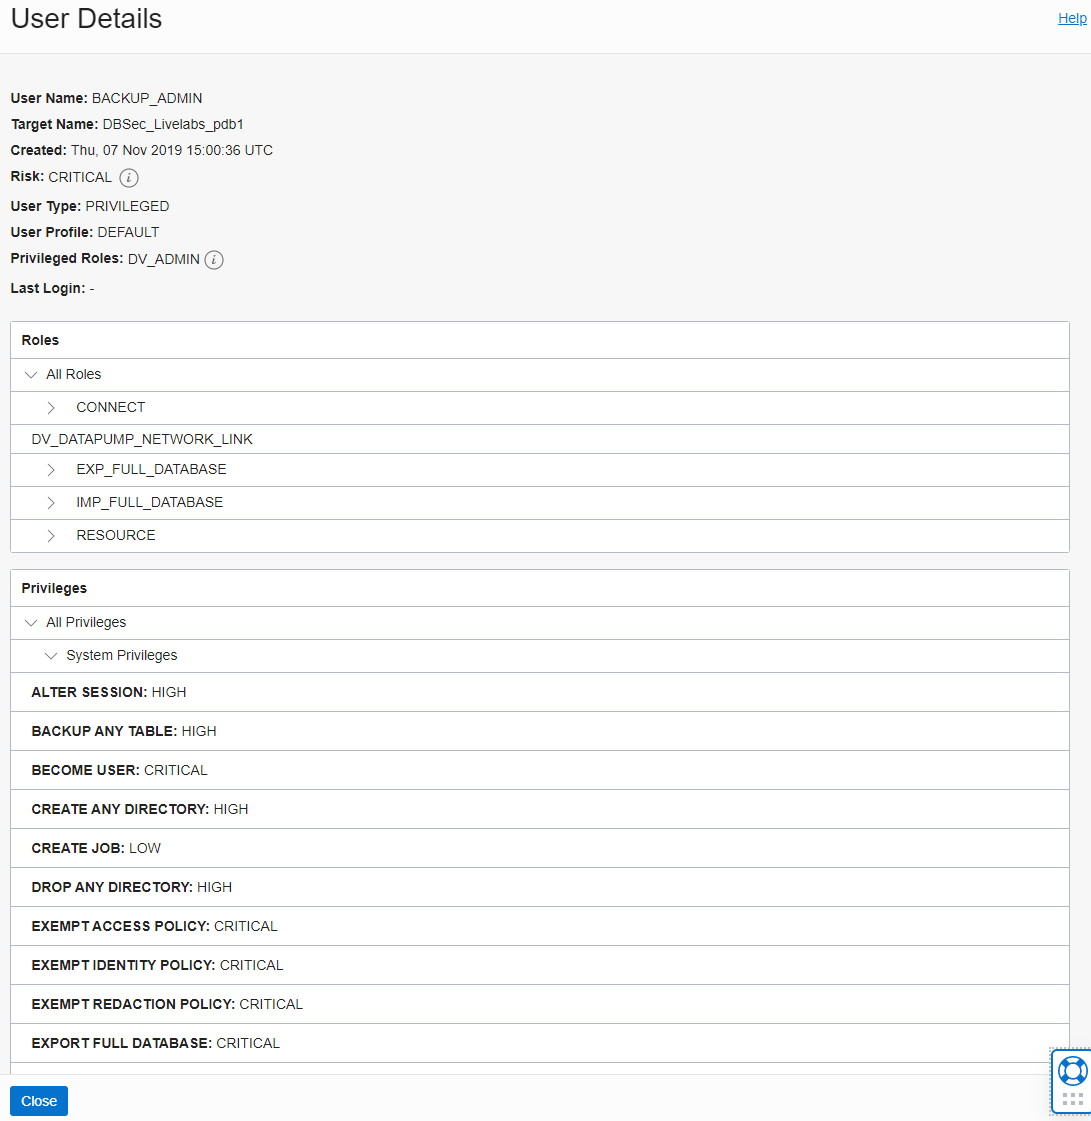 User Details
Help
User Name: BACKUP_ADMIN
Target Name: DBSec_Livelabs_pdb1
Created: Thu, 07 Nov 2019 15:00:36 UTC
Risk: CRITICAL i
User Type: PRIVILEGED
User Profile: DEFAULT
Privileged Roles: DV_ADMIN i
Last Login: -
Roles
All Roles
CONNECT
DV_DATAPUMP_NETWORK_LINK
EXP_FULL_DATABASE
IMP_FULL_DATABASE
RESOURCE
Privileges
All Privileges
System Privileges
ALTER SESSION: HIGH
BACKUP ANY TABLE: HIGH
BECOME USER: CRITICAL
CREATE ANY DIRECTORY: HIGH
CREATE JOB: LOW
DROP ANY DIRECTORY: HIGH
EXEMPT ACCESS POLICY: CRITICAL
EXEMPT IDENTITY POLICY: CRITICAL
EXEMPT REDACTION POLICY: CRITICAL
EXPORT FULL DATABASE: CRITICAL
Close